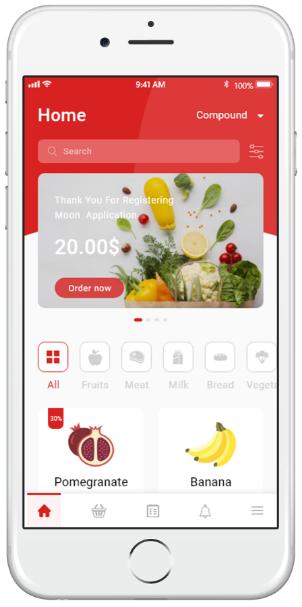 9:41 AM 100%
Home Compound
Search
Thank You For Registering
Moon Application
20.00$
Order now
All Fruits Meat Milk Bread Vegeta
30%
Pomegranate Banana